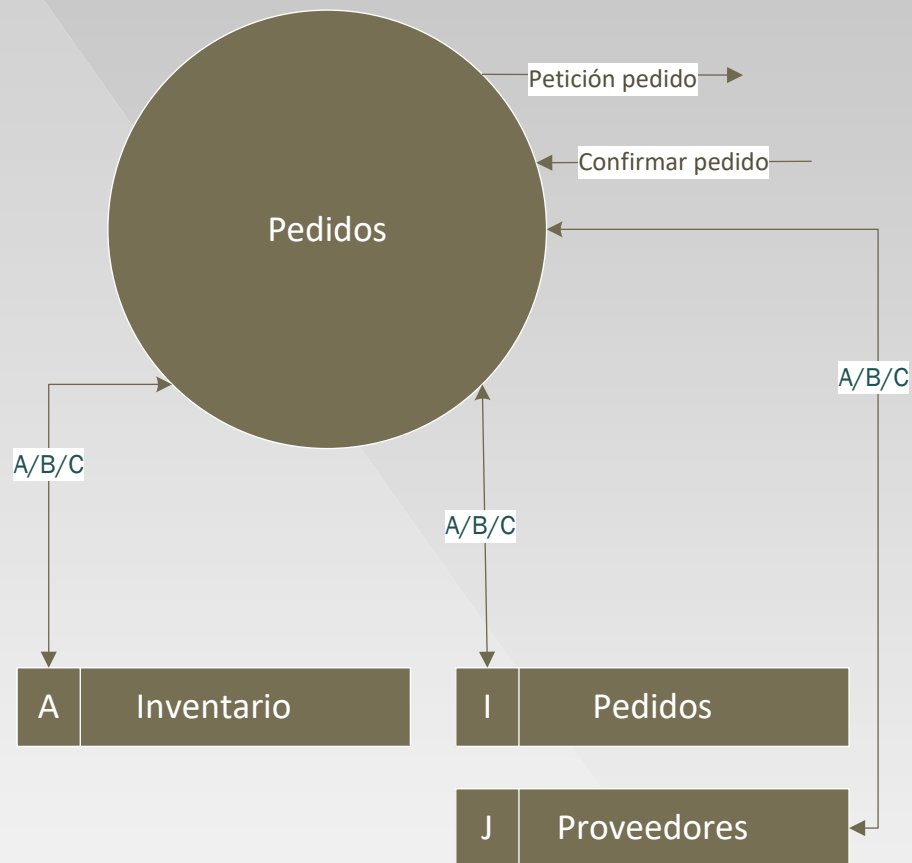 Petición pedido
Confirmar pedido
Pedidos
A/B/C
A/B/C
A/B/C
A Inventario
I Pedidos
J Proveedores